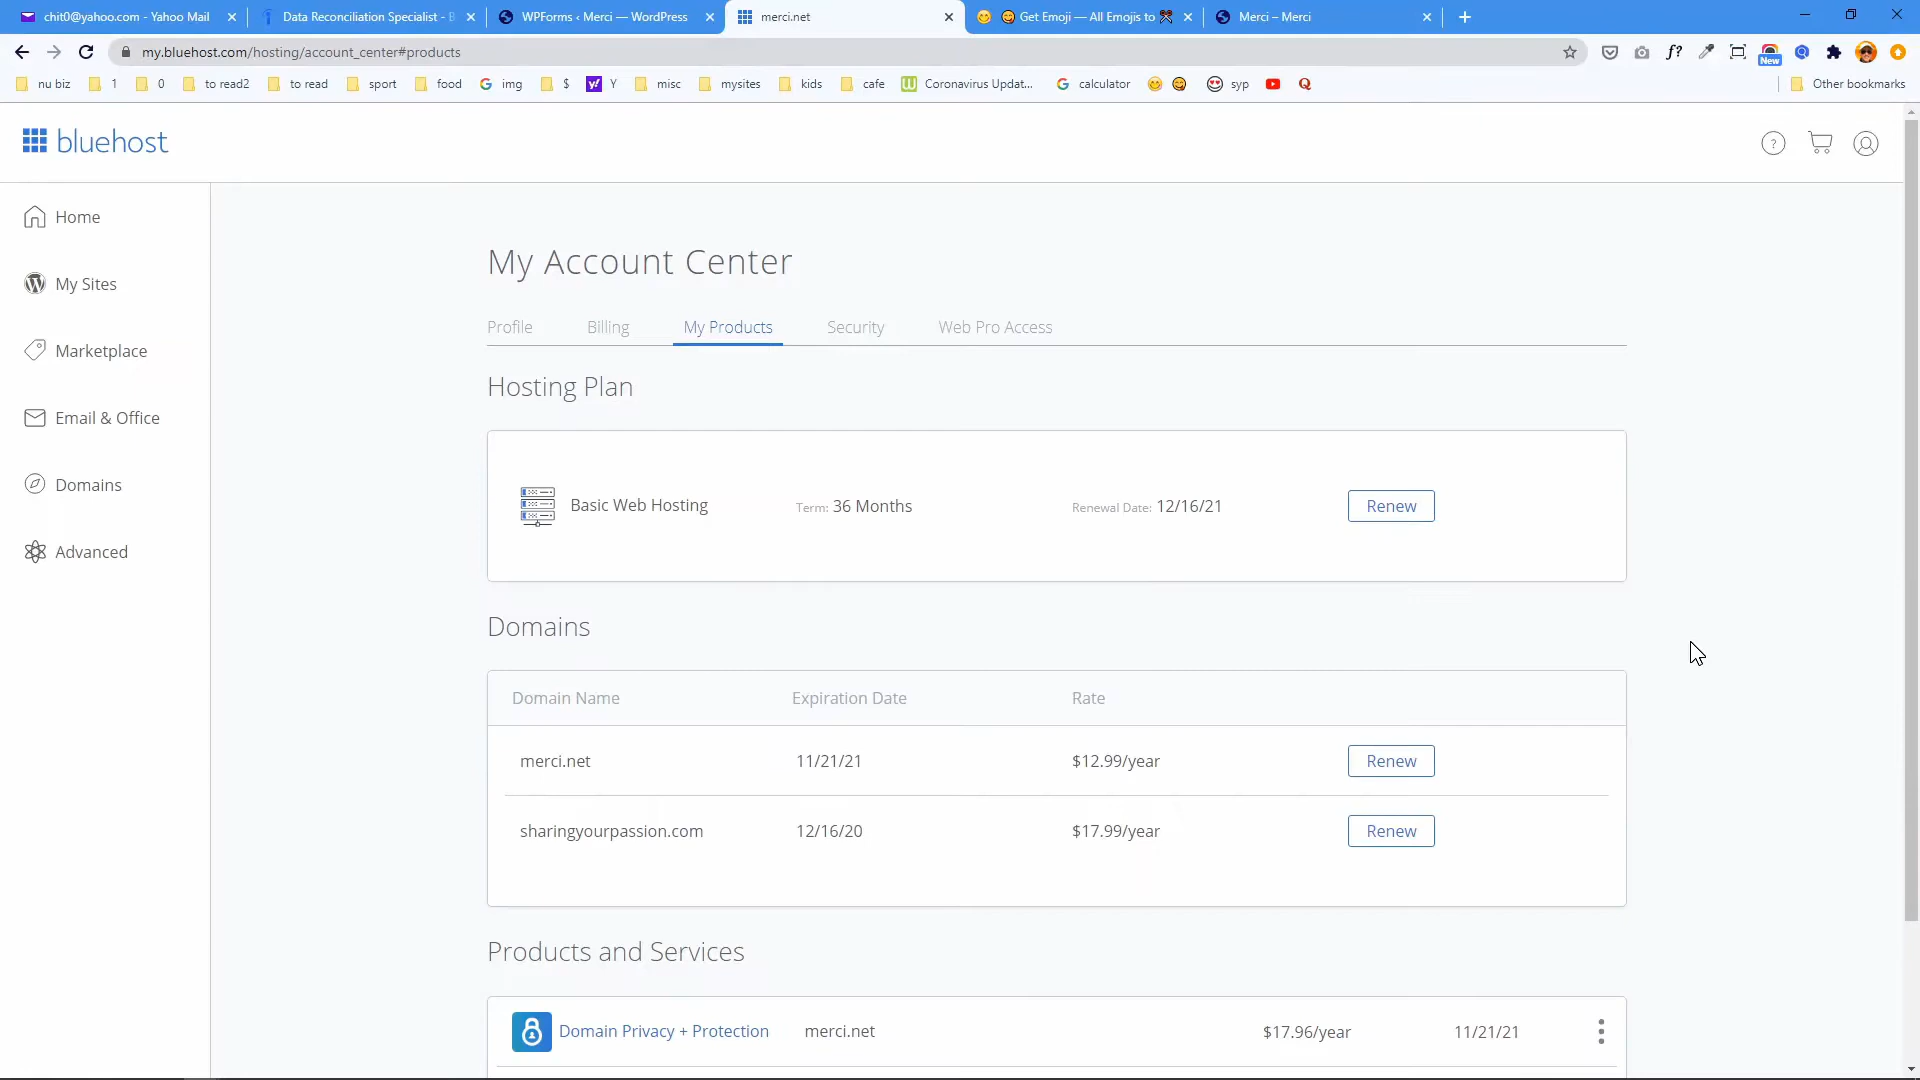 chit0@yahoo.com - Yahoo Mail
Data Reconciliation Specialist - B
WPForms ‹ Merci — WordPress
merci.net
Get Emoji — All Emojis to
Merci – Merci
my.bluehost.com/hosting/account_center#products
f?
New
nu biz
1
0
to read2
to read
sport
food
img
$
Y
misc
mysites
kids
cafe
Coronavirus Updat...
calculator
syp
Other bookmarks
bluehost
Home
My Sites
Marketplace
Email & Office
Domains
Advanced
My Account Center
Profile
Billing
My Products
Security
Web Pro Access
Hosting Plan
Basic Web Hosting
Term: 36 Months
Renewal Date: 12/16/21
Renew
Domains
Domain Name
Expiration Date
Rate
merci.net
11/21/21
$12.99/year
Renew
sharingyourpassion.com
12/16/20
$17.99/year
Renew
Products and Services
Domain Privacy + Protection
merci.net
$17.96/year
11/21/21